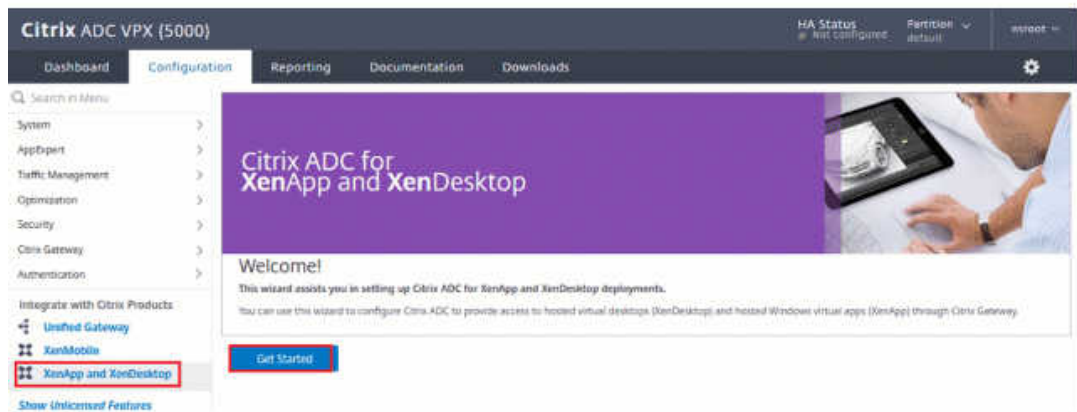 Citrix ADC VPX (5000)
HA Status
Not configured
Partition
default
nsroot
Dashboard
Configuration
Reporting
Documentation
Downloads
Search in Menu
System
AppExpert
Traffic Management
Optimization
Security
Citrix Gateway
Authentication
Integrate with Citrix Products
Unified Gateway
XenMobile
XenApp and XenDesktop
Show Unlicensed Features
Citrix ADC for
XenApp and XenDesktop
Welcome!
This wizard assists you in setting up Citrix ADC for XenApp and XenDesktop deployments.
You can use this wizard to configure Citrix ADC to provide access to hosted virtual desktops (XenDesktop) and hosted Windows virtual apps (XenApp) through Citrix Gateway.
Get Started